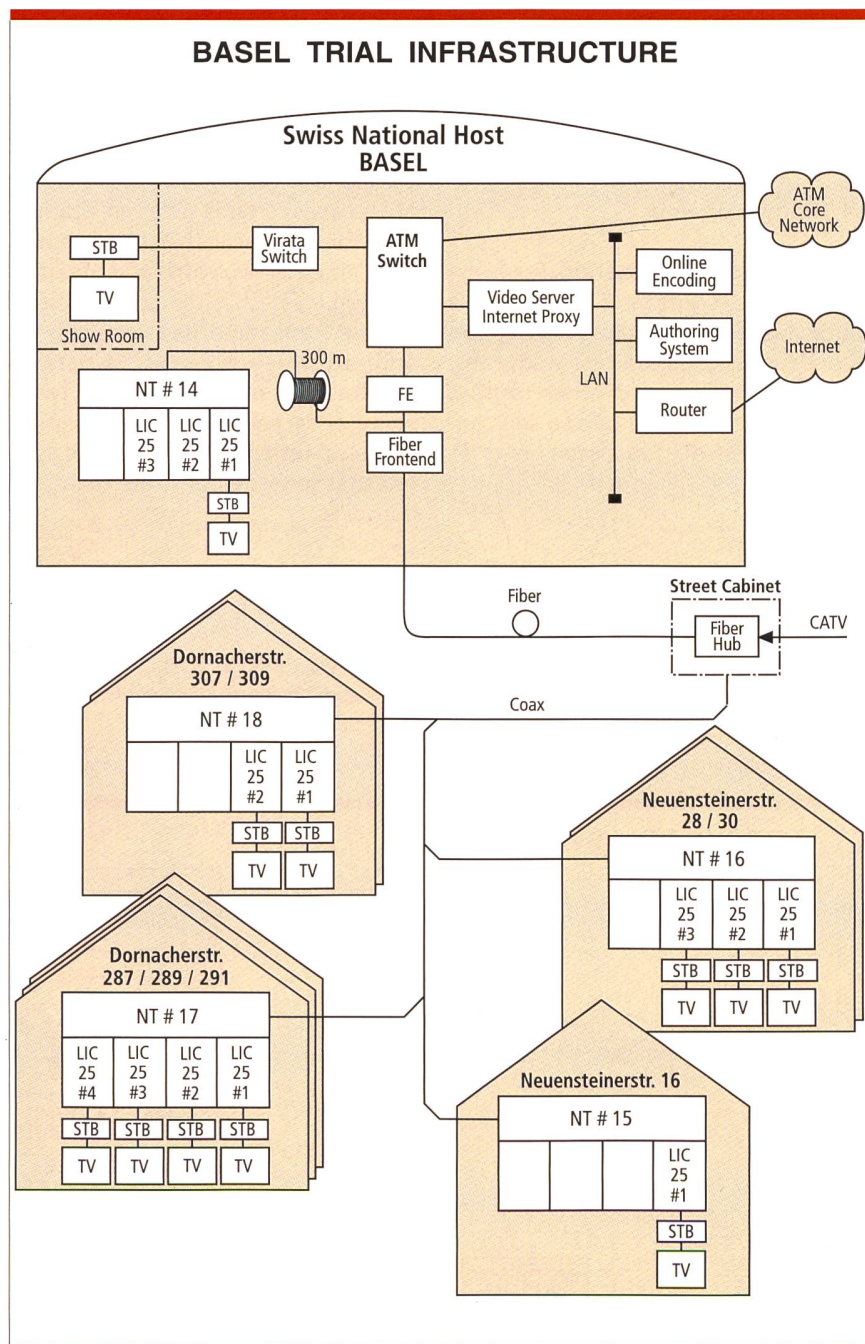 BASEL TRIAL INFRASTRUCTURE
Swiss National Host
BASEL
ATM
Core
Network
STB
TV
Show Room
Virata
Switch
ATM
Switch
Video Server
Internet Proxy
Online
Encoding
Authoring
System
Router
LAN
Internet
300 m
FE
Fiber
Frontend
NT # 14
LIC
25
#3
LIC
25
#2
LIC
25
#1
STB
TV
Fiber
Street Cabinet
Fiber
Hub
CATV
Coax
Dornacherstr.
307 / 309
NT # 18
LIC
25
#2
LIC
25
#1
STB
STB
TV
TV
Neuensteinerstr.
28 / 30
NT # 16
LIC
25
#3
LIC
25
#2
LIC
25
#1
STB
STB
STB
TV
TV
TV
Dornacherstr.
287 / 289 / 291
NT # 17
LIC
25
#4
LIC
25
#3
LIC
25
#2
LIC
25
#1
STB
STB
STB
STB
TV
TV
TV
TV
Neuensteinerstr. 16
NT # 15
LIC
25
#1
STB
TV